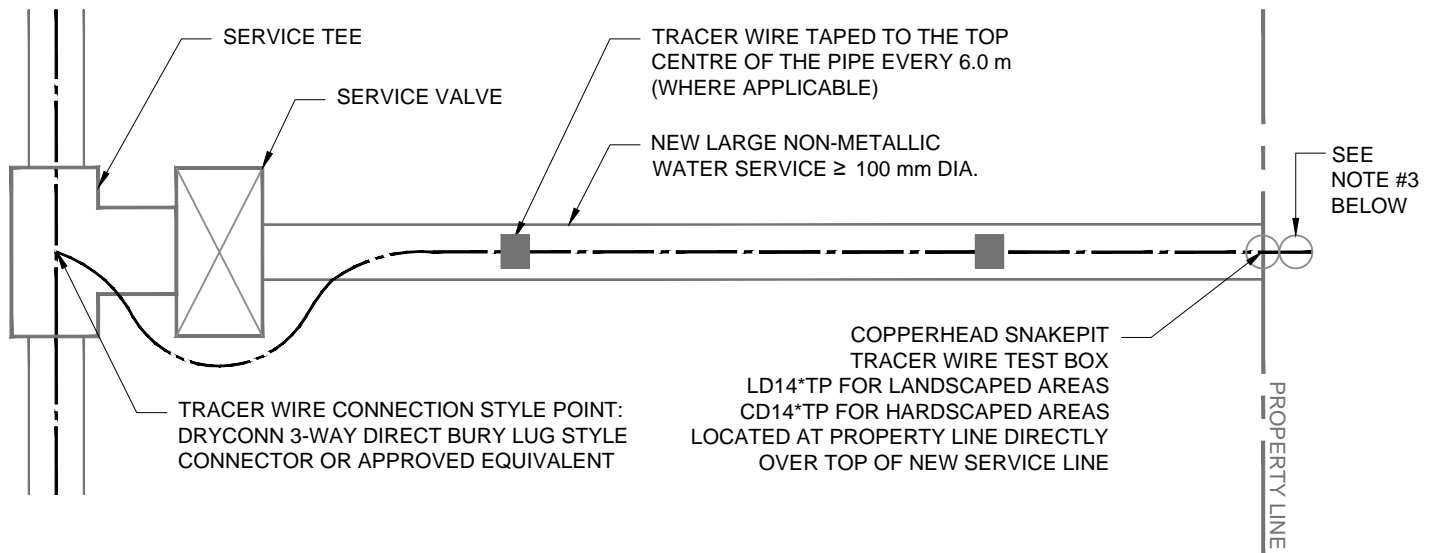 SERVICE TEE
SERVICE VALVE
TRACER WIRE TAPED TO THE TOP
CENTRE OF THE PIPE EVERY 6.0 m
(WHERE APPLICABLE)
NEW LARGE NON-METALLIC
WATER SERVICE ≥ 100 mm DIA.
SEE
NOTE #3
BELOW
TRACER WIRE CONNECTION STYLE POINT:
DRYCONN 3-WAY DIRECT BURY LUG STYLE
CONNECTOR OR APPROVED EQUIVALENT
COPPERHEAD SNAKEPIT
TRACER WIRE TEST BOX
LD14*TP FOR LANDSCAPED AREAS
CD14*TP FOR HARDSCAPED AREAS
LOCATED AT PROPERTY LINE DIRECTLY
OVER TOP OF NEW SERVICE LINE
PROPERTY LINE